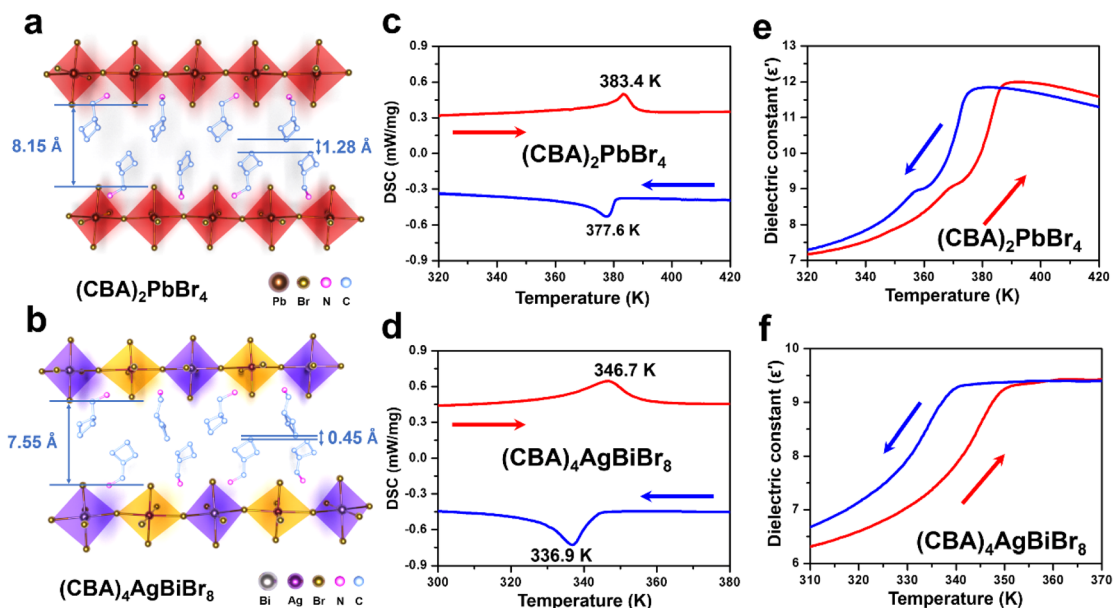 a
8.15 Å
1.28 Å
(CBA)₂PbBr₄
Pb Br N C
b
7.55 Å
0.45 Å
(CBA)₄AgBiBr₈
Bi Ag Br N C
c
DSC (mW/mg)
0.9
0.6
0.3
0.0
-0.3
-0.6
-0.9
383.4 K
(CBA)₂PbBr₄
377.6 K
320 340 360 380 400 420
Temperature (K)
d
DSC (mW/mg)
0.9
0.6
0.3
0.0
-0.3
-0.6
-0.9
346.7 K
(CBA)₄AgBiBr₈
336.9 K
300 320 340 360 380
Temperature (K)
e
Dielectric constant (ε')
13
12
11
10
9
8
7
(CBA)₂PbBr₄
320 340 360 380 400 420
Temperature (K)
f
Dielectric constant (ε')
10
9
8
7
6
(CBA)₄AgBiBr₈
310 320 330 340 350 360 370
Temperature (K)